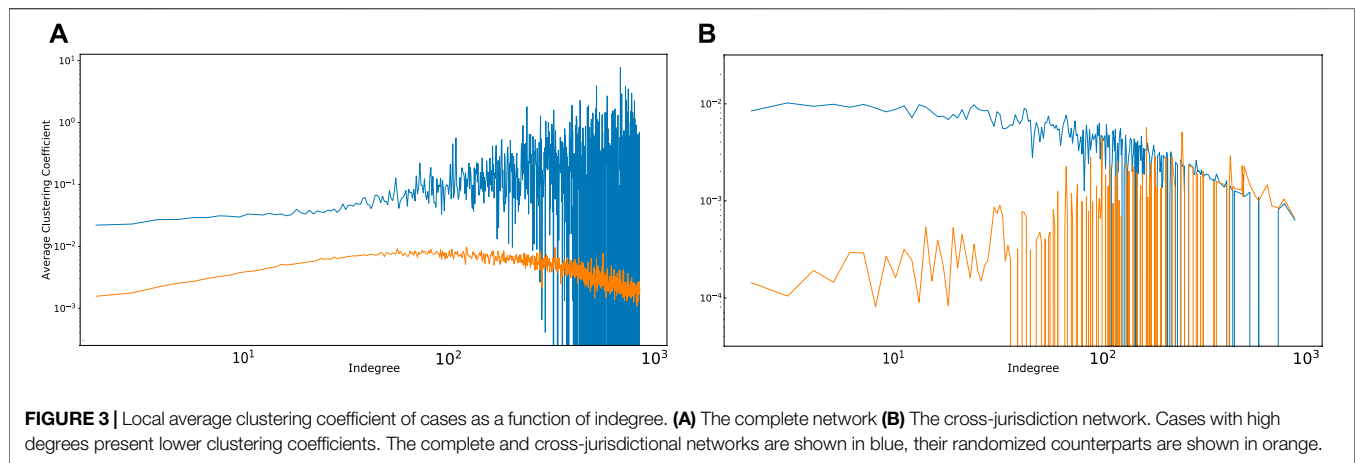 A
B
Average Clustering Coefficient
10¹
10⁰
10⁻¹
10⁻²
10⁻³
10¹
10²
10³
Indegree
10⁻²
10⁻³
10⁻⁴
10¹
10²
10³
Indegree
FIGURE 3 | Local average clustering coefficient of cases as a function of indegree. (A) The complete network (B) The cross-jurisdiction network. Cases with high
degrees present lower clustering coefficients. The complete and cross-jurisdictional networks are shown in blue, their randomized counterparts are shown in orange.